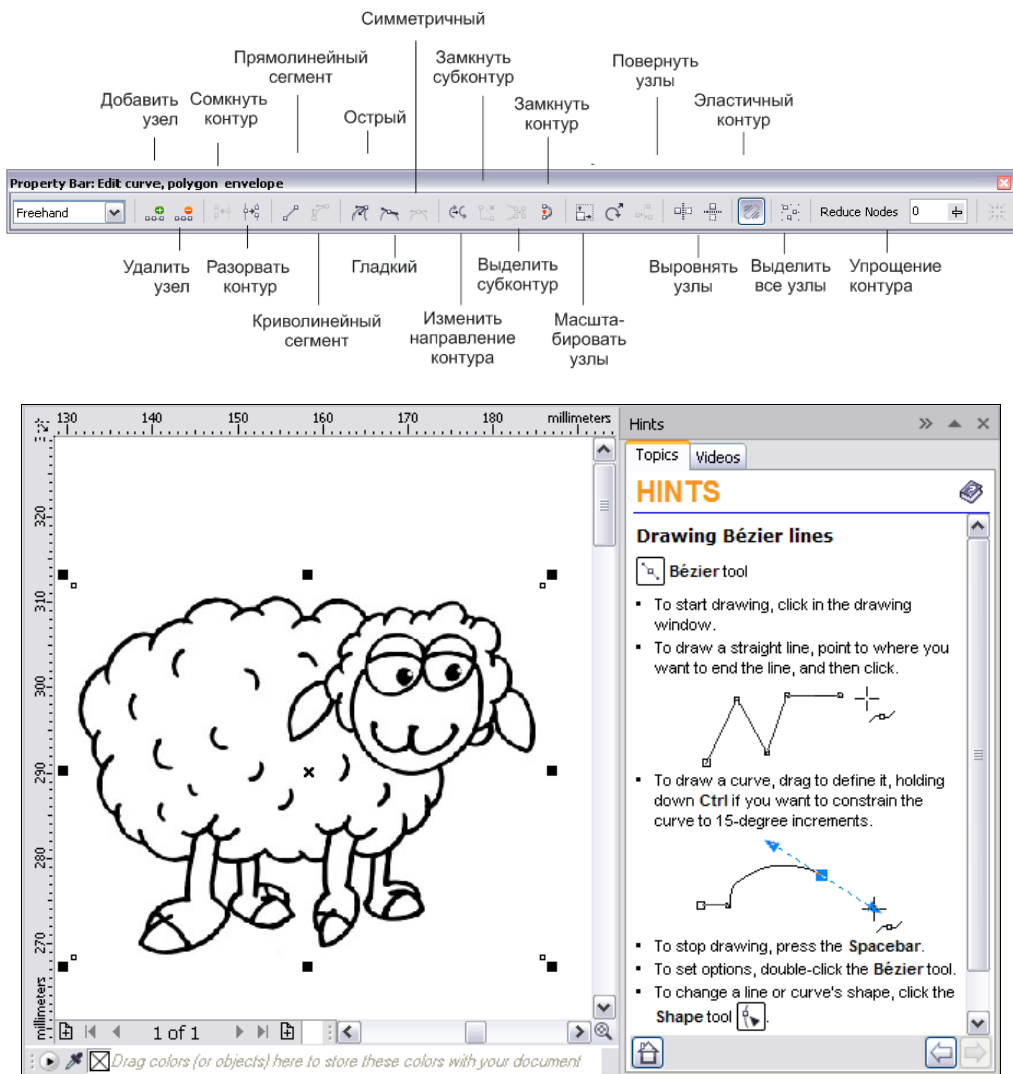 Симметричный
Прямолинейный
сегмент
Замкнуть
субконтур
Повернуть
узлы
Добавить
узел
Сомкнуть
контур
Острый
Замкнуть
контур
Эластичный
контур
Property Bar: Edit curve, polygon envelope
Freehand
Reduce Nodes 0
Удалить
узел
Разорвать
контур
Гладкий
Выделить
субконтур
Выровнять
узлы
Выделить
все узлы
Упрощение
контура
Криволинейный
сегмент
Изменить
направление
контура
Масшта-
бировать
узлы
130 140 150 160 170 180 millimeters
320
310
300
290
280
270
millimeters
1 of 1
Drag colors (or objects) here to store these colors with your document
Hints
Topics Videos
HINTS
Drawing Bézier lines
Bézier tool
▪ To start drawing, click in the drawing
window.
▪ To draw a straight line, point to where you
want to end the line, and then click.
▪ To draw a curve, drag to define it, holding
down Ctrl if you want to constrain the
curve to 15-degree increments.
▪ To stop drawing, press the Spacebar.
▪ To set options, double-click the Bézier tool.
▪ To change a line or curve's shape, click the
Shape tool .